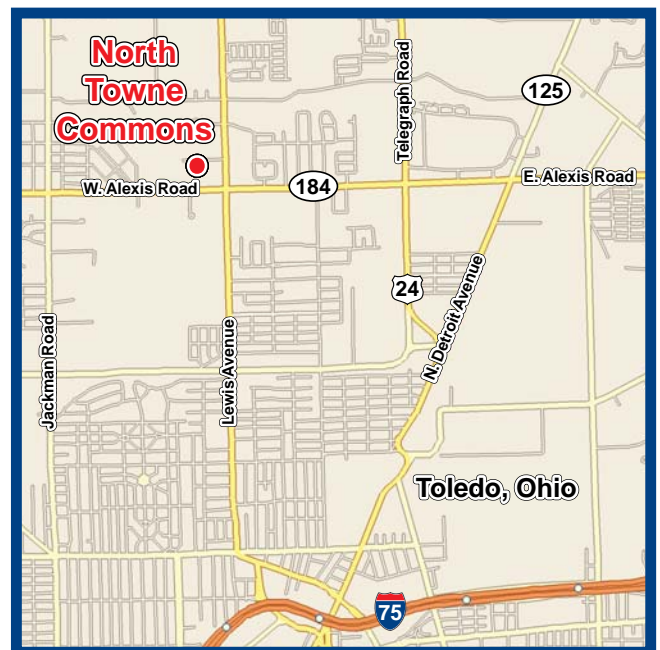 North
Towne
Commons
Telegraph Road
125
W. Alexis Road
184
E. Alexis Road
24
N. Detroit Avenue
Jackman Road
Lewis Avenue
Toledo, Ohio
75